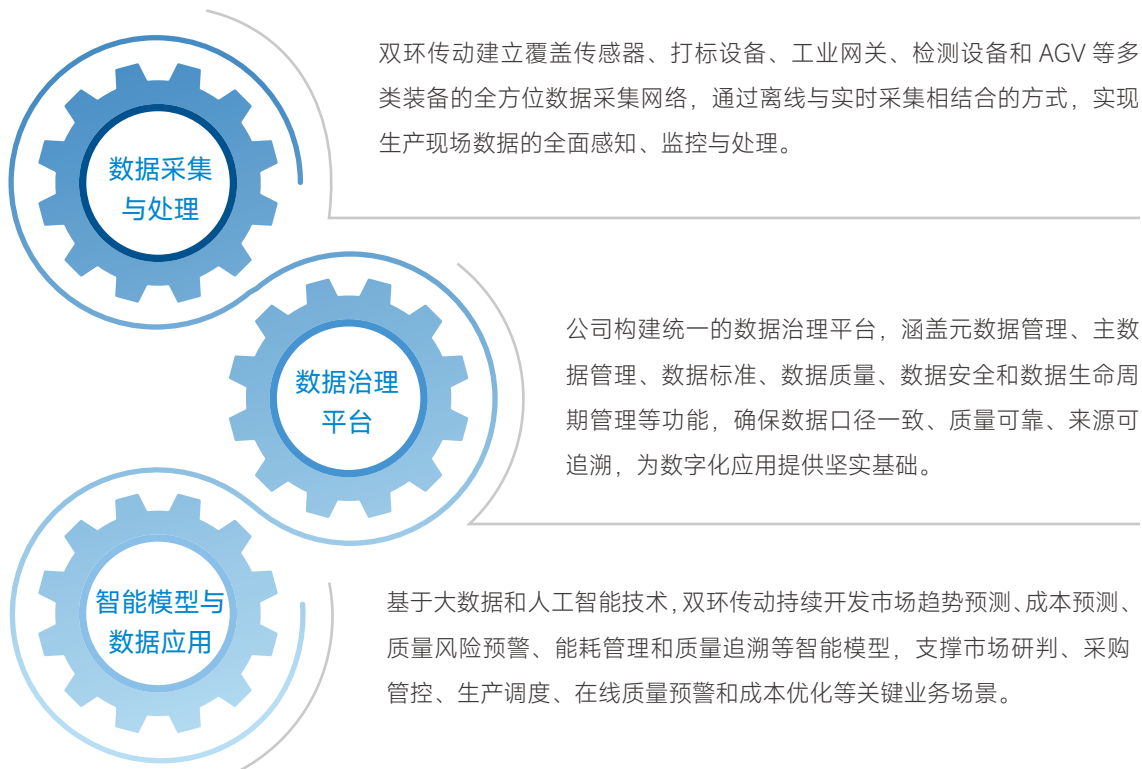 数据采集
与处理
双环传动建立覆盖传感器、打标设备、工业网关、检测设备和 AGV 等多
类装备的全方位数据采集网络，通过离线与实时采集相结合的方式，实现
生产现场数据的全面感知、监控与处理。
数据治理
平台
公司构建统一的数据治理平台，涵盖元数据管理、主数
据管理、数据标准、数据质量、数据安全和数据生命周
期管理等功能，确保数据口径一致、质量可靠、来源可
追溯，为数字化应用提供坚实基础。
智能模型与
数据应用
基于大数据和人工智能技术，双环传动持续开发市场趋势预测、成本预测、
质量风险预警、能耗管理和质量追溯等智能模型，支撑市场研判、采购
管控、生产调度、在线质量预警和成本优化等关键业务场景。